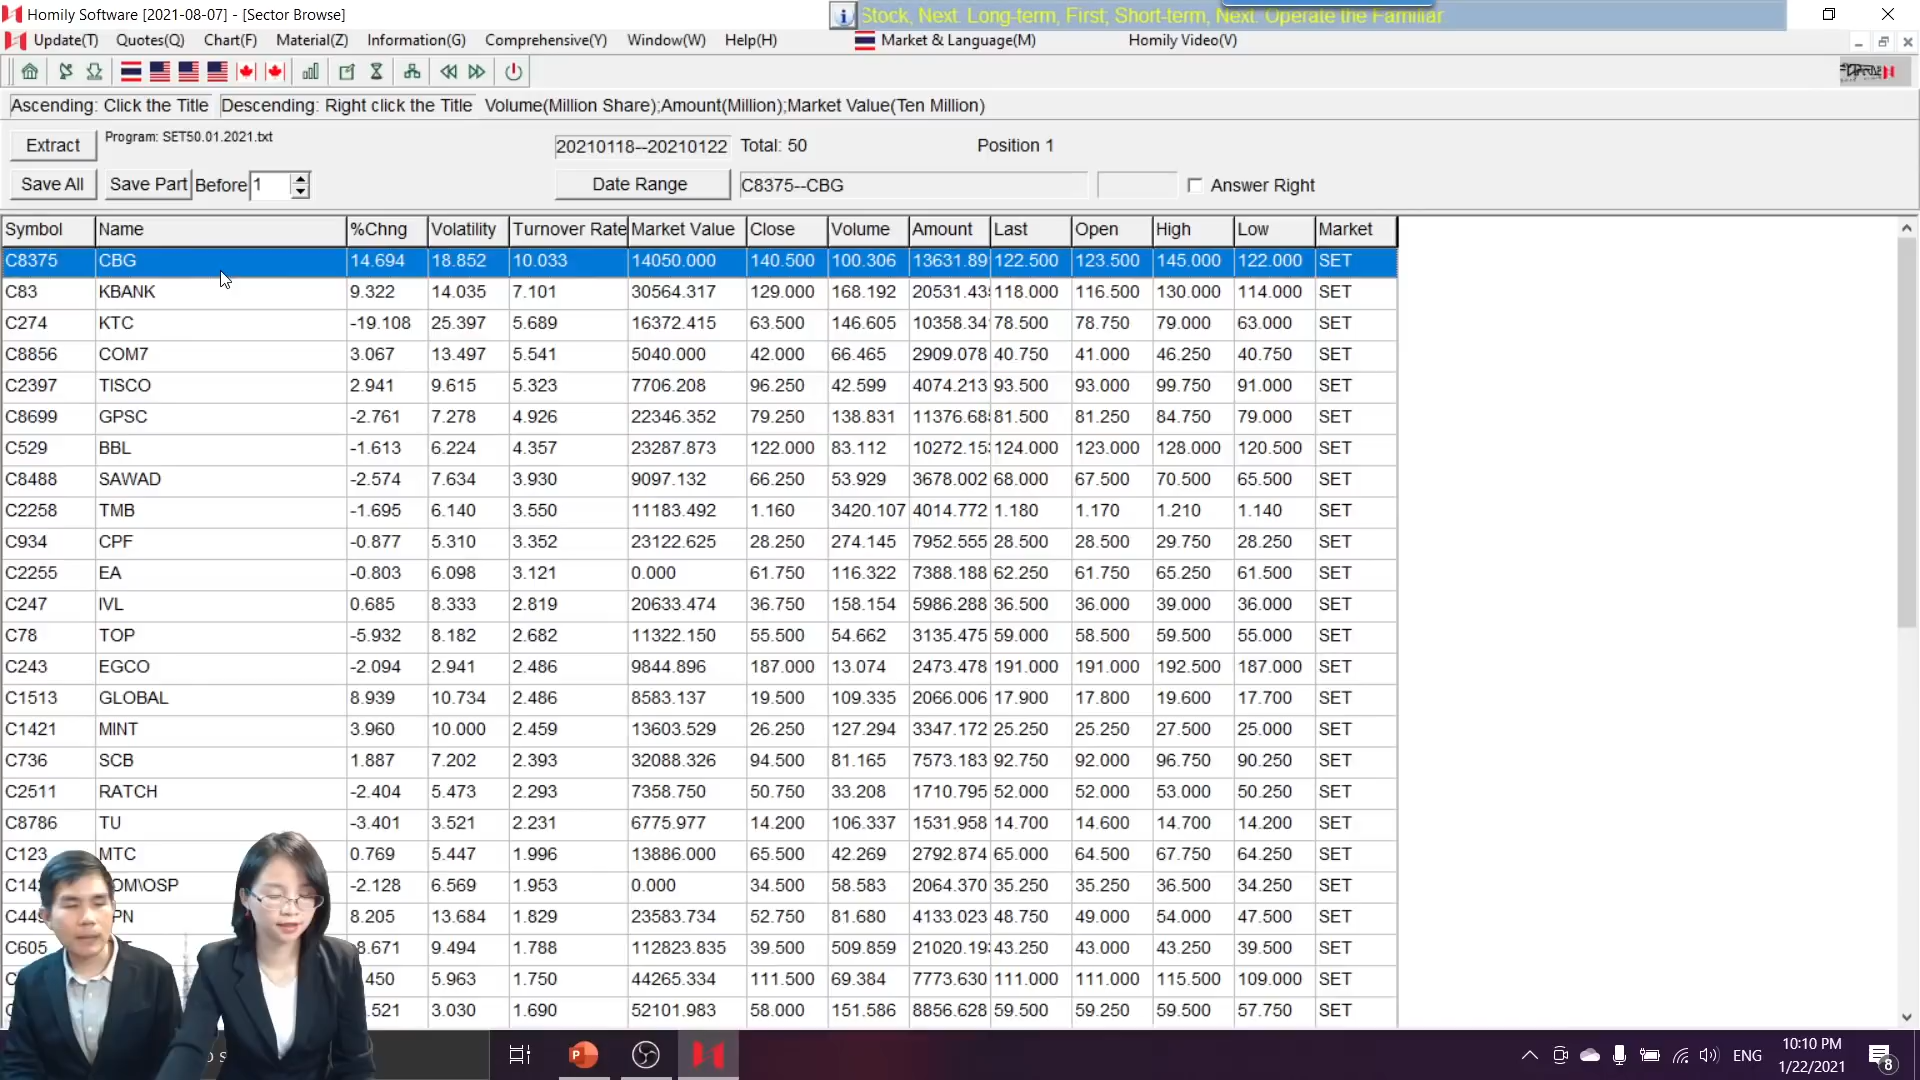 Homily Software [2021-08-07] - [Sector Browse]
Stock, Next. Long-term, First; Short-term, Next. Operate the Familiar
Update(T) Quotes(Q) Chart(F) Material(Z) Information(G) Comprehensive(Y) Window(W) Help(H) Market & Language(M) Homily Video(V)
Ascending: Click the Title Descending: Right click the Title Volume(Million Share);Amount(Million);Market Value(Ten Million)
Extract Program: SET50.01.2021.txt 20210118--20210122 Total: 50 Position 1
Save All Save Part Before 1 Date Range C8375--CBG Answer Right
Symbol Name %Chng Volatility Turnover Rate Market Value Close Volume Amount Last Open High Low Market
C8375 CBG 14.694 18.852 10.033 14050.000 140.500 100.306 13631.89 122.500 123.500 145.000 122.000 SET
C83 KBANK 9.322 14.035 7.101 30564.317 129.000 168.192 20531.43 118.000 116.500 130.000 114.000 SET
C274 KTC -19.108 25.397 5.689 16372.415 63.500 146.605 10358.34 78.500 78.750 79.000 63.000 SET
C8856 COM7 3.067 13.497 5.541 5040.000 42.000 66.465 2909.078 40.750 41.000 46.250 40.750 SET
C2397 TISCO 2.941 9.615 5.323 7706.208 96.250 42.599 4074.213 93.500 93.000 99.750 91.000 SET
C8699 GPSC -2.761 7.278 4.926 22346.352 79.250 138.831 11376.68 81.500 81.250 84.750 79.000 SET
C529 BBL -1.613 6.224 4.357 23287.873 122.000 83.112 10272.15 124.000 123.000 128.000 120.500 SET
C8488 SAWAD -2.574 7.634 3.930 9097.132 66.250 53.929 3678.002 68.000 67.500 70.500 65.500 SET
C2258 TMB -1.695 6.140 3.550 11183.492 1.160 3420.107 4014.772 1.180 1.170 1.210 1.140 SET
C934 CPF -0.877 5.310 3.352 23122.625 28.250 274.145 7952.555 28.500 28.500 29.750 28.250 SET
C2255 EA -0.803 6.098 3.121 0.000 61.750 116.322 7388.188 62.250 61.750 65.250 61.500 SET
C247 IVL 0.685 8.333 2.819 20633.474 36.750 158.154 5986.288 36.500 36.000 39.000 36.000 SET
C78 TOP -5.932 8.182 2.682 11322.150 55.500 54.662 3135.475 59.000 58.500 59.500 55.000 SET
C243 EGCO -2.094 2.941 2.486 9844.896 187.000 13.074 2473.478 191.000 191.000 192.500 187.000 SET
C1513 GLOBAL 8.939 10.734 2.486 8583.137 19.500 109.335 2066.006 17.900 17.800 19.600 17.700 SET
C1421 MINT 3.960 10.000 2.459 13603.529 26.250 127.294 3347.172 25.250 25.250 27.500 25.000 SET
C736 SCB 1.887 7.202 2.393 32088.326 94.500 81.165 7573.183 92.750 92.000 96.750 90.250 SET
C2511 RATCH -2.404 5.473 2.293 7358.750 50.750 33.208 1710.795 52.000 52.000 53.000 50.250 SET
C8786 TU -3.401 3.521 2.231 6775.977 14.200 106.337 1531.958 14.700 14.600 14.700 14.200 SET
C123 MTC 0.769 5.447 1.996 13886.000 65.500 42.269 2792.874 65.000 64.500 67.750 64.250 SET
C14 OM\OSP -2.128 6.569 1.953 0.000 34.500 58.583 2064.370 35.250 35.250 36.500 34.250 SET
C449 PN 8.205 13.684 1.829 23583.734 52.750 81.680 4133.023 48.750 49.000 54.000 47.500 SET
C605 8.671 9.494 1.788 112823.835 39.500 509.859 21020.19 43.250 43.000 43.250 39.500 SET
.450 5.963 1.750 44265.334 111.500 69.384 7773.630 111.000 111.000 115.500 109.000 SET
.521 3.030 1.690 52101.983 58.000 151.586 8856.628 59.500 59.250 59.500 57.750 SET
ENG 10:10 PM
1/22/2021 8